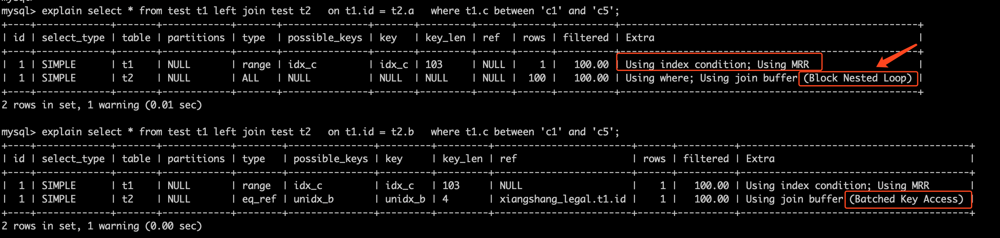 mysql>
mysql> explain select * from test t1 left join test t2   on t1.id = t2.a   where t1.c between 'c1' and 'c5';
+----+-------------+-------+------------+-------+---------------+-------+---------+------+------+----------+----------------------------------------------------+
| id | select_type | table | partitions | type  | possible_keys | key   | key_len | ref  | rows | filtered | Extra                                              |
+----+-------------+-------+------------+-------+---------------+-------+---------+------+------+----------+----------------------------------------------------+
|  1 | SIMPLE      | t1    | NULL       | range | idx_c         | idx_c | 103     | NULL |    1 |   100.00 | Using index condition; Using MRR                   |
|  1 | SIMPLE      | t2    | NULL       | ALL   | NULL          | NULL  | NULL    | NULL |  100 |   100.00 | Using where; Using join buffer (Block Nested Loop) |
+----+-------------+-------+------------+-------+---------------+-------+---------+------+------+----------+----------------------------------------------------+
2 rows in set, 1 warning (0.01 sec)
mysql> explain select * from test t1 left join test t2   on t1.id = t2.b   where t1.c between 'c1' and 'c5';
+----+-------------+-------+------------+--------+---------------+----------+---------+------------------------+------+----------+----------------------------------------+
| id | select_type | table | partitions | type   | possible_keys | key      | key_len | ref                    | rows | filtered | Extra                                  |
+----+-------------+-------+------------+--------+---------------+----------+---------+------------------------+------+----------+----------------------------------------+
|  1 | SIMPLE      | t1    | NULL       | range  | idx_c         | idx_c    | 103     | NULL                   |    1 |   100.00 | Using index condition; Using MRR       |
|  1 | SIMPLE      | t2    | NULL       | eq_ref | unidx_b       | unidx_b  | 4       | xiangshang_legal.t1.id |    1 |   100.00 | Using join buffer (Batched Key Access) |
+----+-------------+-------+------------+--------+---------------+----------+---------+------------------------+------+----------+----------------------------------------+
2 rows in set, 1 warning (0.00 sec)